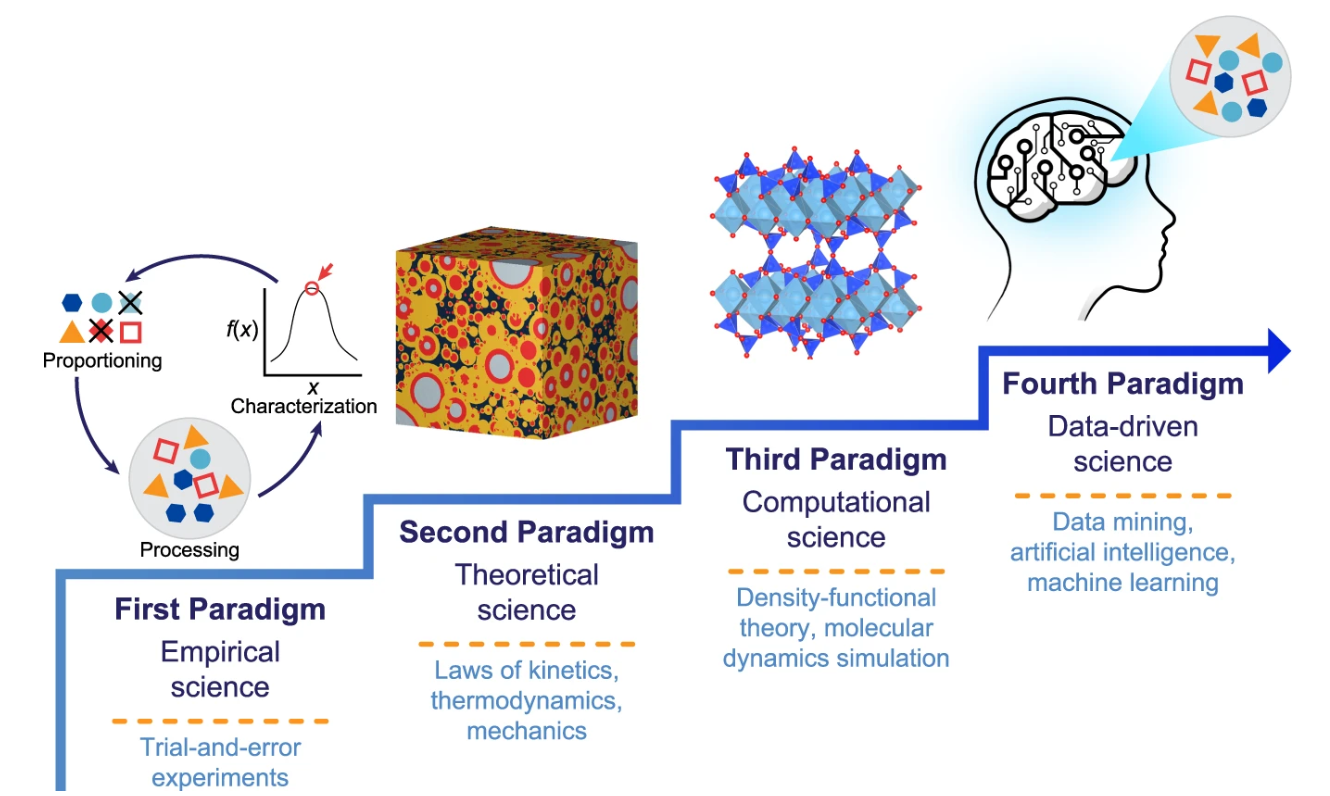 Proportioning
f(x)
x
Characterization
Processing
First Paradigm
Empirical
science
Trial-and-error
experiments
Second Paradigm
Theoretical
science
Laws of kinetics,
thermodynamics,
mechanics
Third Paradigm
Computational
science
Density-functional
theory, molecular
dynamics simulation
Fourth Paradigm
Data-driven
science
Data mining,
artificial intelligence,
machine learning